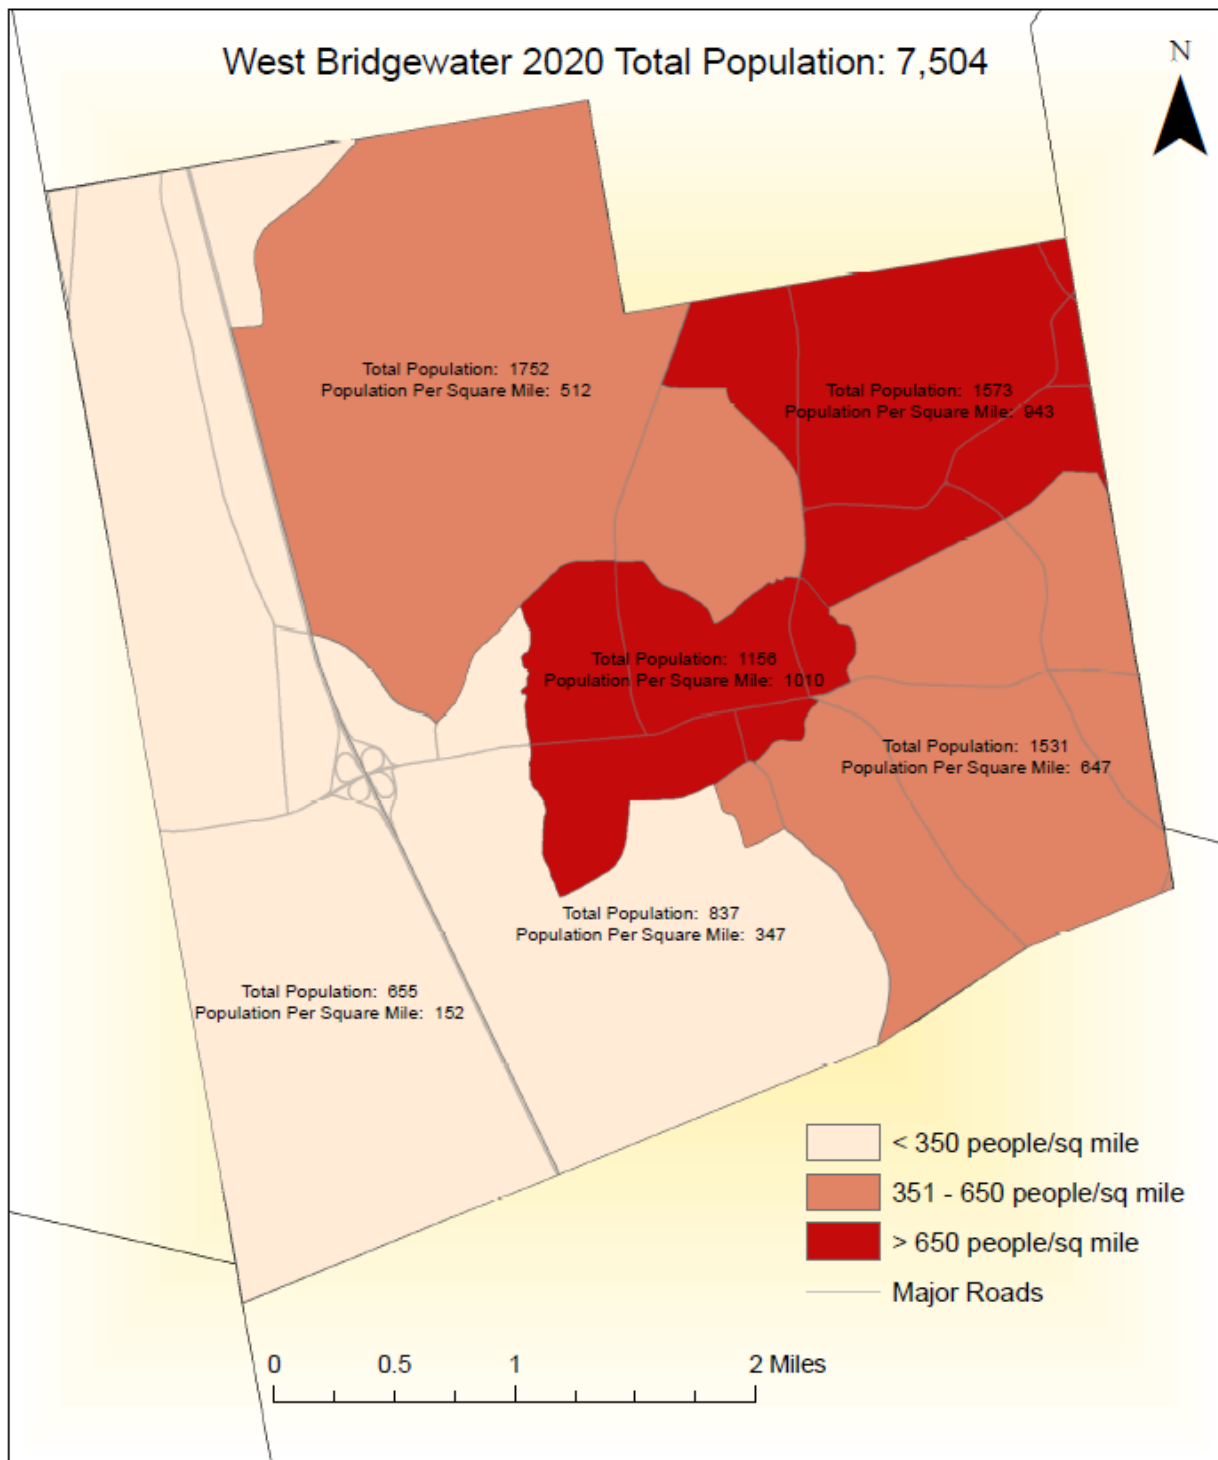 West Bridgewater 2020 Total Population: 7,504
N
Total Population: 1752
Population Per Square Mile: 512
Total Population: 1573
Population Per Square Mile: 943
Total Population: 1156
Population Per Square Mile: 1010
Total Population: 1531
Population Per Square Mile: 647
Total Population: 837
Population Per Square Mile: 347
Total Population: 655
Population Per Square Mile: 152
< 350 people/sq mile
351 - 650 people/sq mile
> 650 people/sq mile
Major Roads
0 0.5 1 2 Miles